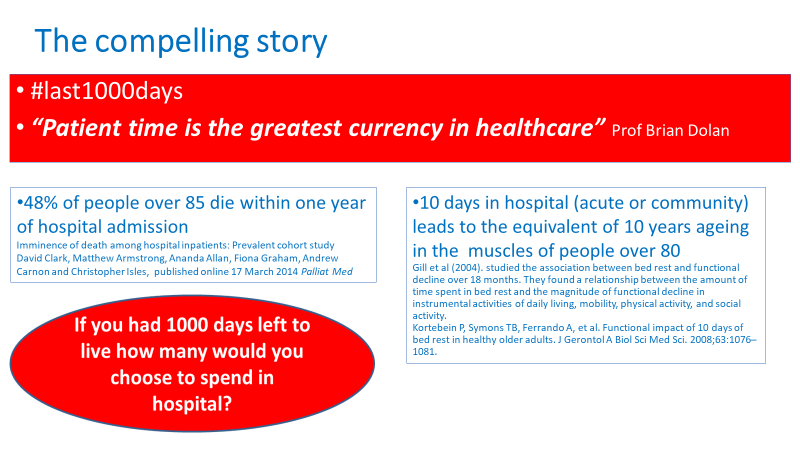 The compelling story
• #last1000days
• “Patient time is the greatest currency in healthcare” Prof Brian Dolan
•48% of people over 85 die within one year
of hospital admission
Imminence of death among hospital inpatients: Prevalent cohort study
David Clark, Matthew Armstrong, Ananda Allan, Fiona Graham, Andrew
Carnon and Christopher Isles, published online 17 March 2014 Palliat Med
If you had 1000 days left to
live how many would you
choose to spend in
hospital?
•10 days in hospital (acute or community)
leads to the equivalent of 10 years ageing
in the muscles of people over 80
Gill et al (2004). studied the association between bed rest and functional
decline over 18 months. They found a relationship between the amount of
time spent in bed rest and the magnitude of functional decline in
instrumental activities of daily living, mobility, physical activity, and social
activity.
Kortebein P, Symons TB, Ferrando A, et al. Functional impact of 10 days of
bed rest in healthy older adults. J Gerontol A Biol Sci Med Sci. 2008;63:1076–
1081.